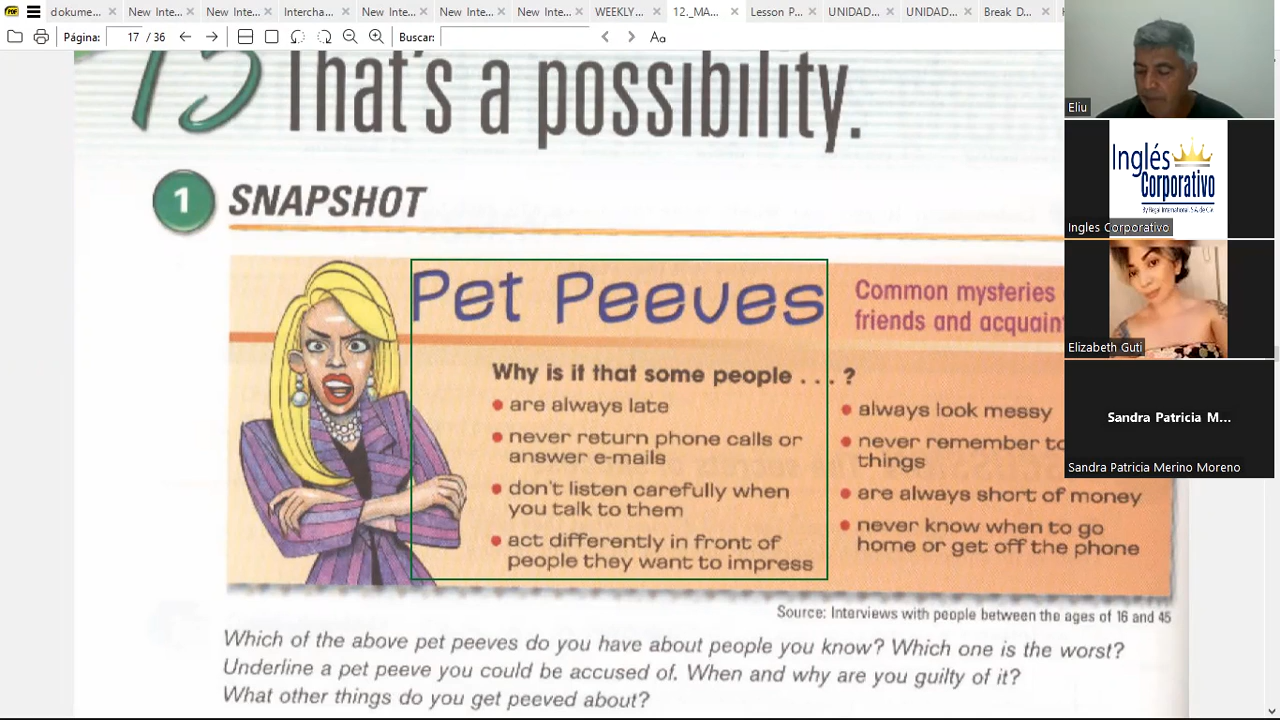 dokume...
New Inte...
New Inte...
Intercha...
New Inte...
New Inte...
New Inte...
WEEKLY...
12._MA...
Lesson P...
UNIDAD...
UNIDAD...
Break D...
Página: 17 / 36
Buscar:
Aa
15 That's a possibility.
1 SNAPSHOT
Pet Peeves
Common mysteries
friends and acquain
Why is it that some people . . . ?
• are always late
• never return phone calls or
answer e-mails
• don't listen carefully when
you talk to them
• act differently in front of
people they want to impress
• always look messy
• never remember to
things
• are always short of money
• never know when to go
home or get off the phone
Source: Interviews with people between the ages of 16 and 45
Which of the above pet peeves do you have about people you know? Which one is the worst?
Underline a pet peeve you could be accused of. When and why are you guilty of it?
What other things do you get peeved about?
Eliu
Inglés
Corporativo
Ingles Corporativo
Elizabeth Guti
Sandra Patricia M...
Sandra Patricia Merino Moreno